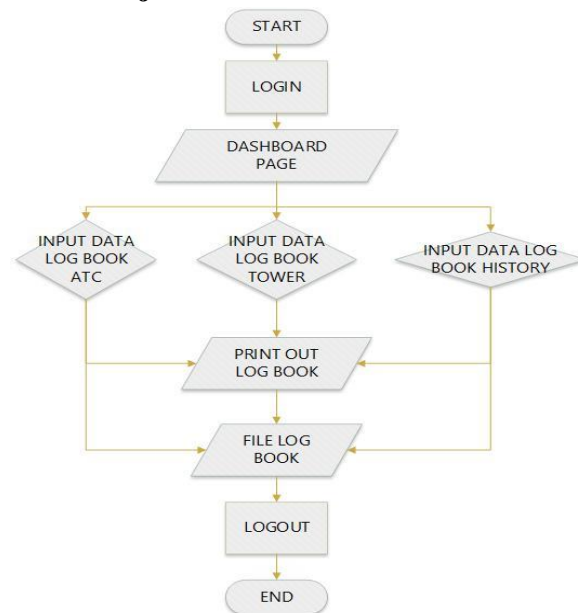 START
LOGIN
DASHBOARD
PAGE
INPUT DATA
LOG BOOK
ATC
INPUT DATA
LOG BOOK
TOWER
INPUT DATA LOG
BOOK HISTORY
PRINT OUT
LOG BOOK
FILE LOG
BOOK
LOGOUT
END